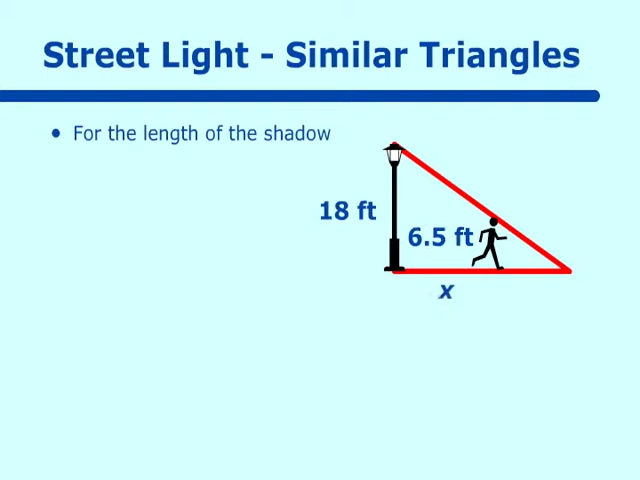 Street Light - Similar Triangles
• For the length of the shadow
18 ft
6.5 ft
x